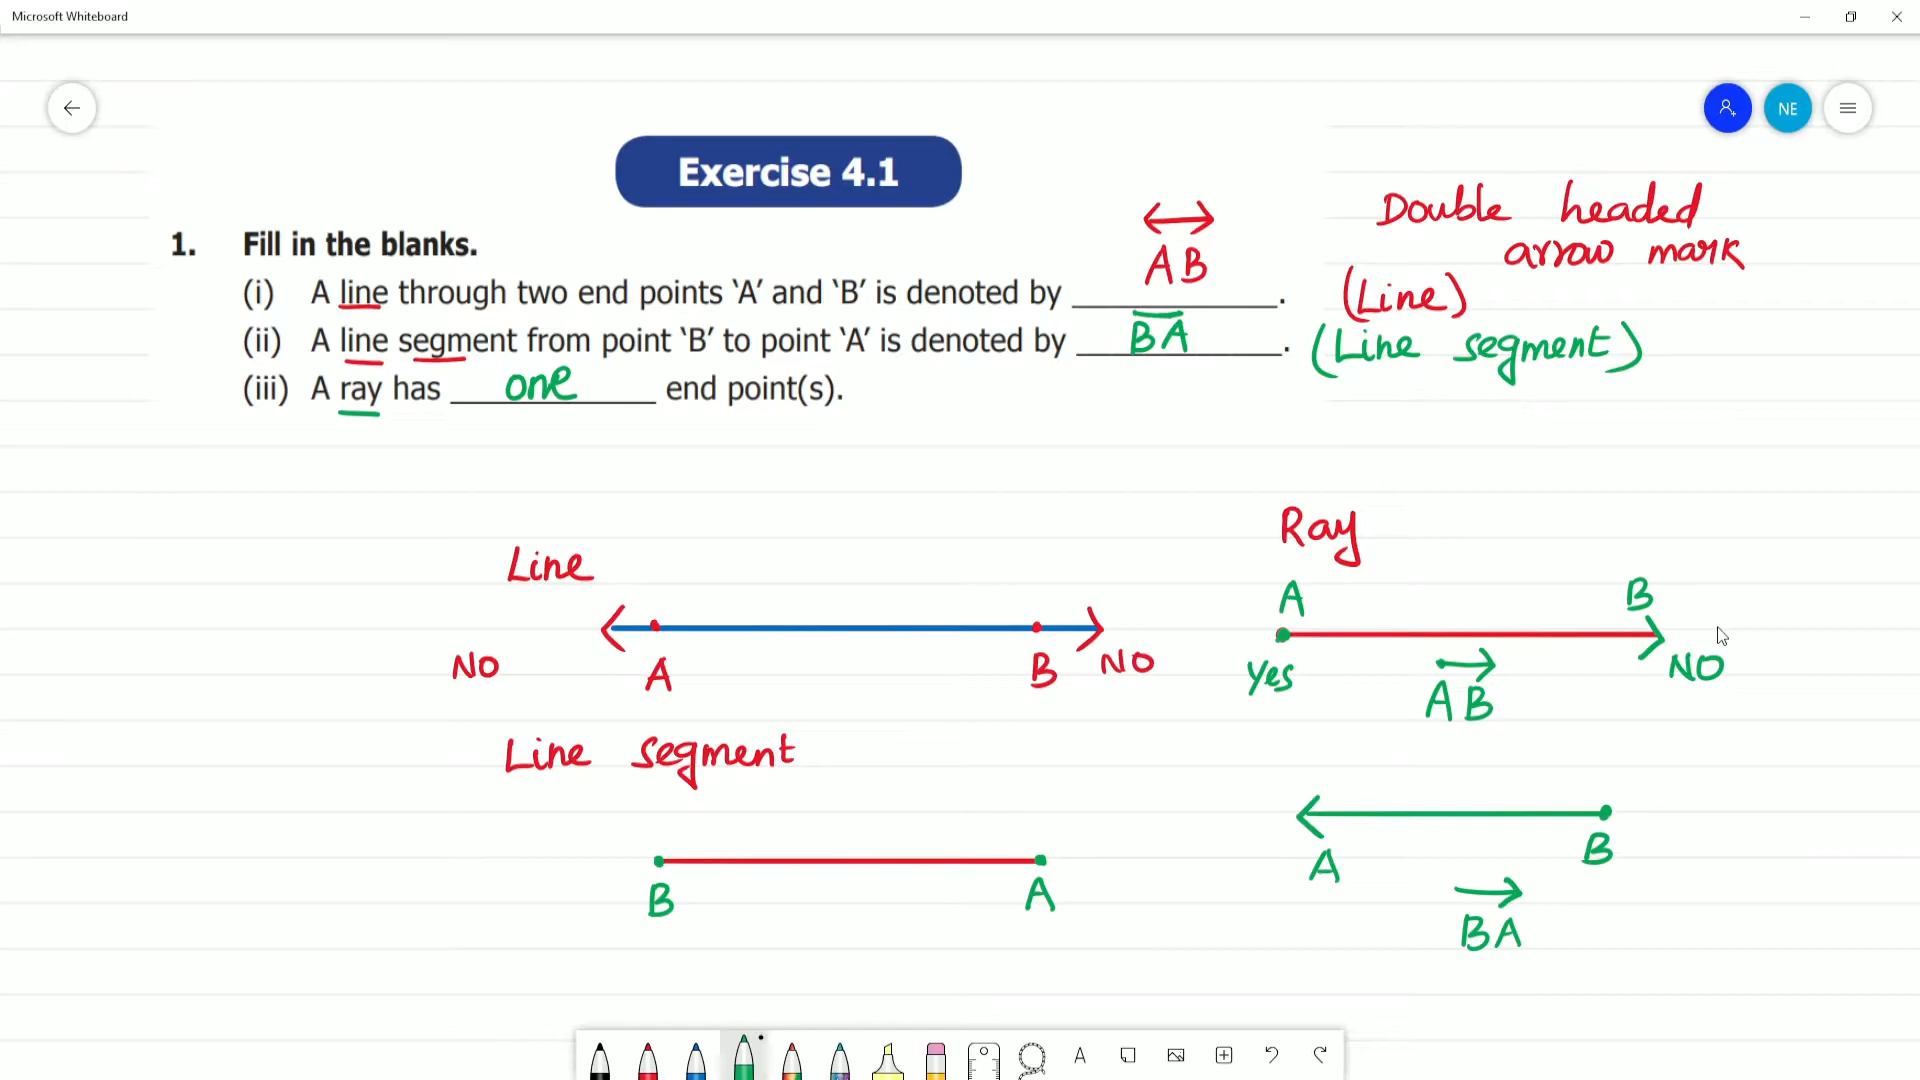 Microsoft Whiteboard
NE
Exercise 4.1
Double headed
arrow mark
1. Fill in the blanks.
AB
(i) A line through two end points ‘A’ and ‘B’ is denoted by ____________. (Line)
(ii) A line segment from point ‘B’ to point ‘A’ is denoted by BA. (Line segment)
(iii) A ray has one end point(s).
Line
NO A B NO
Line segment
B A
Ray
A B
Yes NO
AB
A B
BA
A